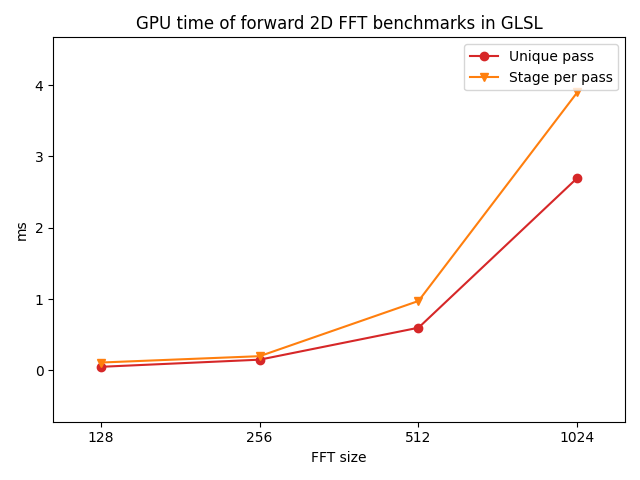 GPU time of forward 2D FFT benchmarks in GLSL
Unique pass
Stage per pass
4
3
2
1
0
ms
128 256 512 1024
FFT size